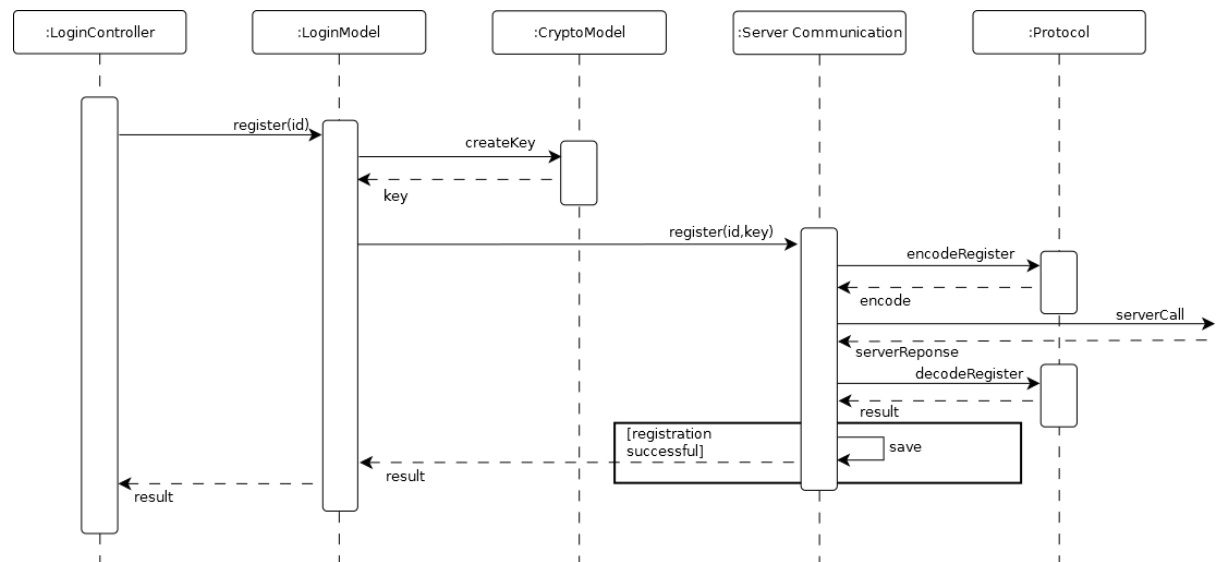 :LoginController
:LoginModel
:CryptoModel
:Server Communication
:Protocol
register(id)
createKey
key
register(id,key)
encodeRegister
encode
serverCall
serverReponse
decodeRegister
result
[registration
successful]
save
result
result